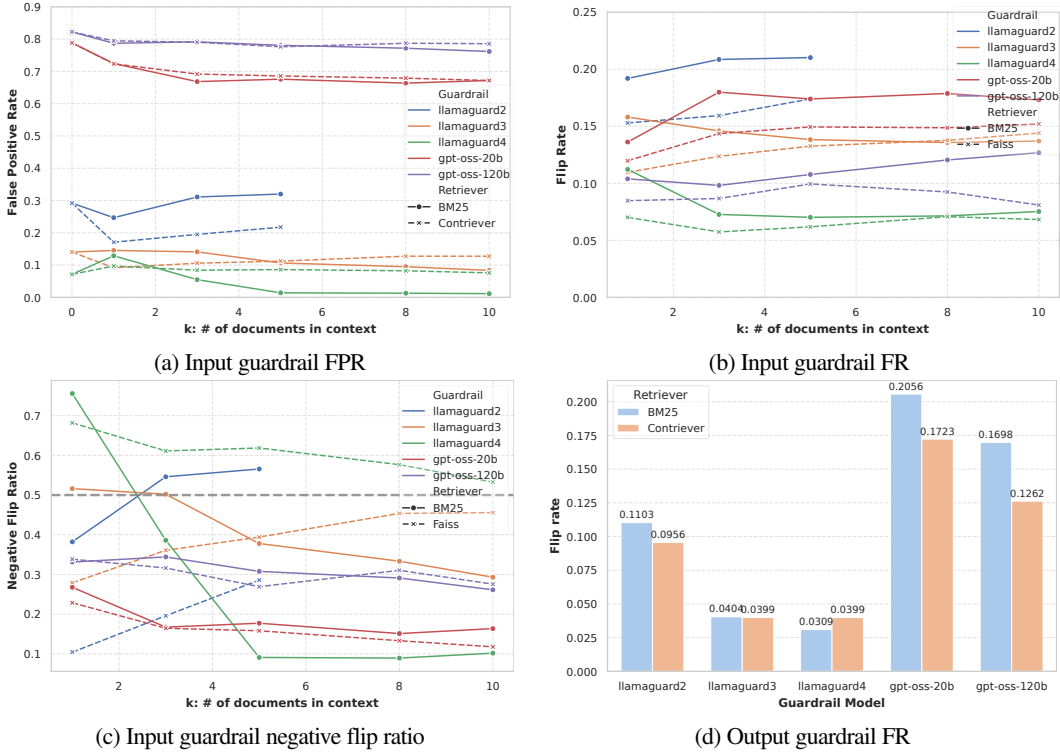 0.9
0.8
0.7
0.6
0.5
0.4
0.3
0.2
0.1
0.0
False Positive Rate
0 2 4 6 8 10
k: # of documents in context
Guardrail
llamaguard2
llamaguard3
llamaguard4
gpt-oss-20b
gpt-oss-120b
Retriever
BM25
Contriever
(a) Input guardrail FPR
0.25
0.20
0.15
0.10
0.05
0.00
Flip Rate
2 4 6 8 10
k: # of documents in context
Guardrail
llamaguard2
llamaguard3
llamaguard4
gpt-oss-20b
gpt-oss-120b
Retriever
BM25
Faiss
(b) Input guardrail FR
0.7
0.6
0.5
0.4
0.3
0.2
0.1
Negative Flip Ratio
2 4 6 8 10
k: # of documents in context
Guardrail
llamaguard2
llamaguard3
llamaguard4
gpt-oss-20b
gpt-oss-120b
Retriever
BM25
Faiss
(c) Input guardrail negative flip ratio
0.200
0.175
0.150
0.125
0.100
0.075
0.050
0.025
0.000
Flip rate
Retriever
BM25
Contriever
0.1103 0.0956
0.0404 0.0399
0.0309 0.0399
0.2056 0.1723
0.1698 0.1262
llamaguard2 llamaguard3 llamaguard4 gpt-oss-20b gpt-oss-120b
Guardrail Model
(d) Output guardrail FR